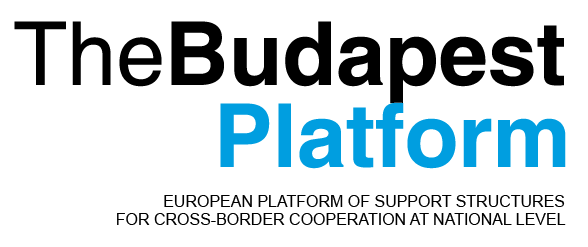 TheBudapest
Platform
EUROPEAN PLATFORM OF SUPPORT STRUCTURES
FOR CROSS-BORDER COOPERATION AT NATIONAL LEVEL